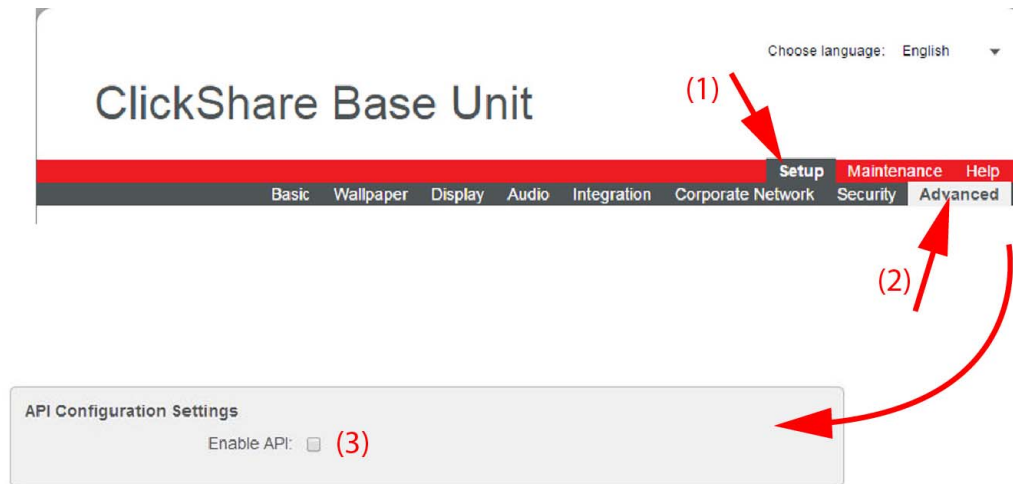 Choose language: English
(1)
ClickShare Base Unit
Setup Maintenance Help
Basic Wallpaper Display Audio Integration Corporate Network Security Advanced
(2)
API Configuration Settings
Enable API: (3)